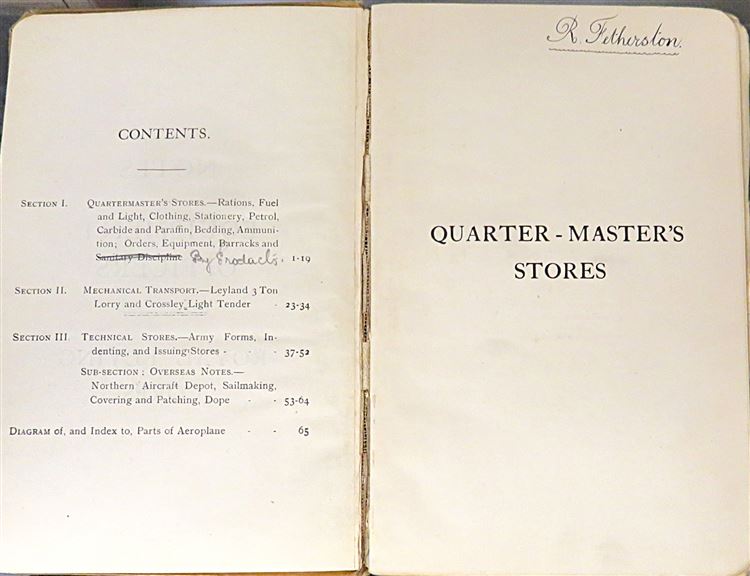 CONTENTS.
SECTION I. QUARTERMASTER'S STORES.—Rations, Fuel
and Light, Clothing, Stationery, Petrol,
Carbide and Paraffin, Bedding, Ammuni-
tion; Orders, Equipment, Barracks and
Sanitary Discipline By Products. 1-19
SECTION II. MECHANICAL TRANSPORT.—Leyland 3 Ton
Lorry and Crossley Light Tender - 23-34
SECTION III TECHNICAL STORES.—Army Forms, In-
denting, and Issuing Stores - - 37-52
SUB-SECTION: OVERSEAS NOTES.—
Northern Aircraft Depot, Sailmaking,
Covering and Patching, Dope - - 53-64
DIAGRAM of, and Index to, Parts of Aeroplane - - 65
R. Fetherston.
QUARTER-MASTER'S
STORES